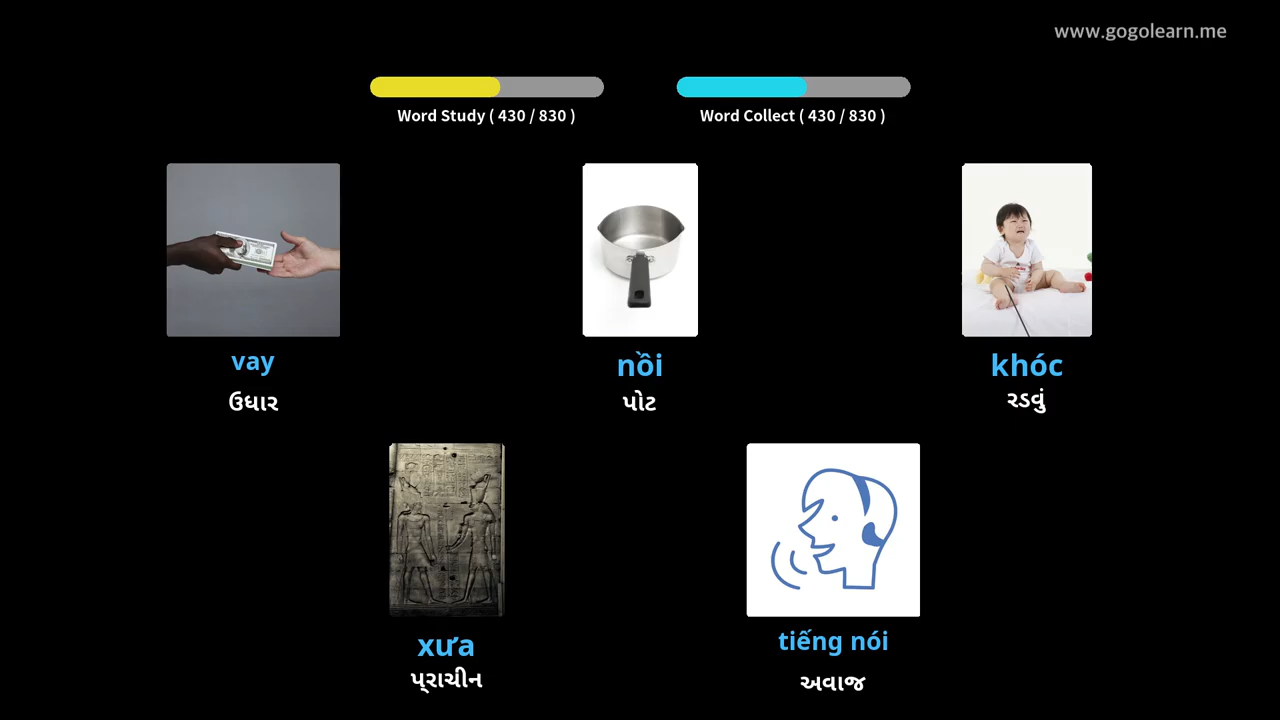 www.gogolearn.me
Word Study ( 430 / 830 )
Word Collect ( 430 / 830 )
vay
ઉધાર
nồi
પોટ
khóc
રડવું
xưa
પ્રાચીન
tiếng nói
અવાજ